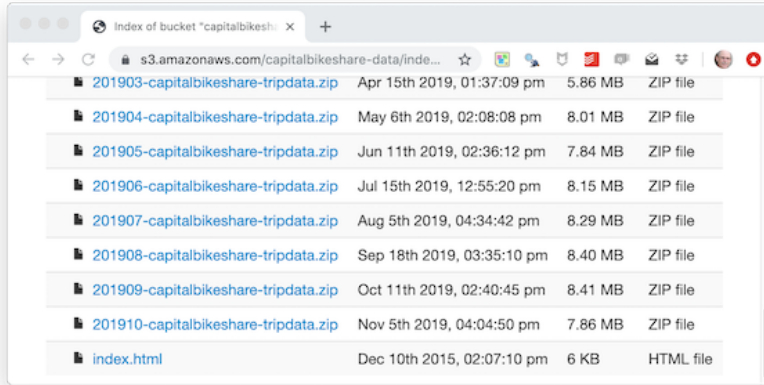 Index of bucket "capitalbikesh
s3.amazonaws.com/capitalbikeshare-data/inde...
201903-capitalbikeshare-tripdata.zip Apr 15th 2019, 01:37:09 pm 5.86 MB ZIP file
201904-capitalbikeshare-tripdata.zip May 6th 2019, 02:08:08 pm 8.01 MB ZIP file
201905-capitalbikeshare-tripdata.zip Jun 11th 2019, 02:36:12 pm 7.84 MB ZIP file
201906-capitalbikeshare-tripdata.zip Jul 15th 2019, 12:55:20 pm 8.15 MB ZIP file
201907-capitalbikeshare-tripdata.zip Aug 5th 2019, 04:34:42 pm 8.29 MB ZIP file
201908-capitalbikeshare-tripdata.zip Sep 18th 2019, 03:35:10 pm 8.40 MB ZIP file
201909-capitalbikeshare-tripdata.zip Oct 11th 2019, 02:40:45 pm 8.41 MB ZIP file
201910-capitalbikeshare-tripdata.zip Nov 5th 2019, 04:04:50 pm 7.86 MB ZIP file
index.html Dec 10th 2015, 02:07:10 pm 6 KB HTML file